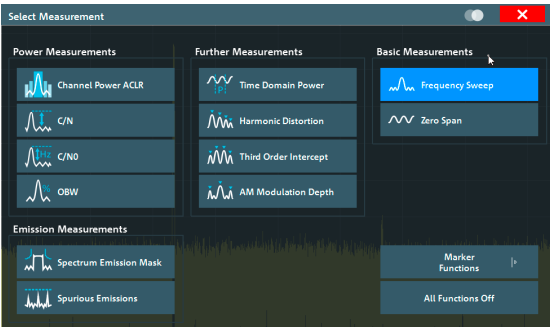 Select Measurement
Power Measurements
Channel Power ACLR
C/N
C/N0
OBW
Further Measurements
Time Domain Power
Harmonic Distortion
Third Order Intercept
AM Modulation Depth
Basic Measurements
Frequency Sweep
Zero Span
Emission Measurements
Spectrum Emission Mask
Spurious Emissions
Marker
Functions
All Functions Off